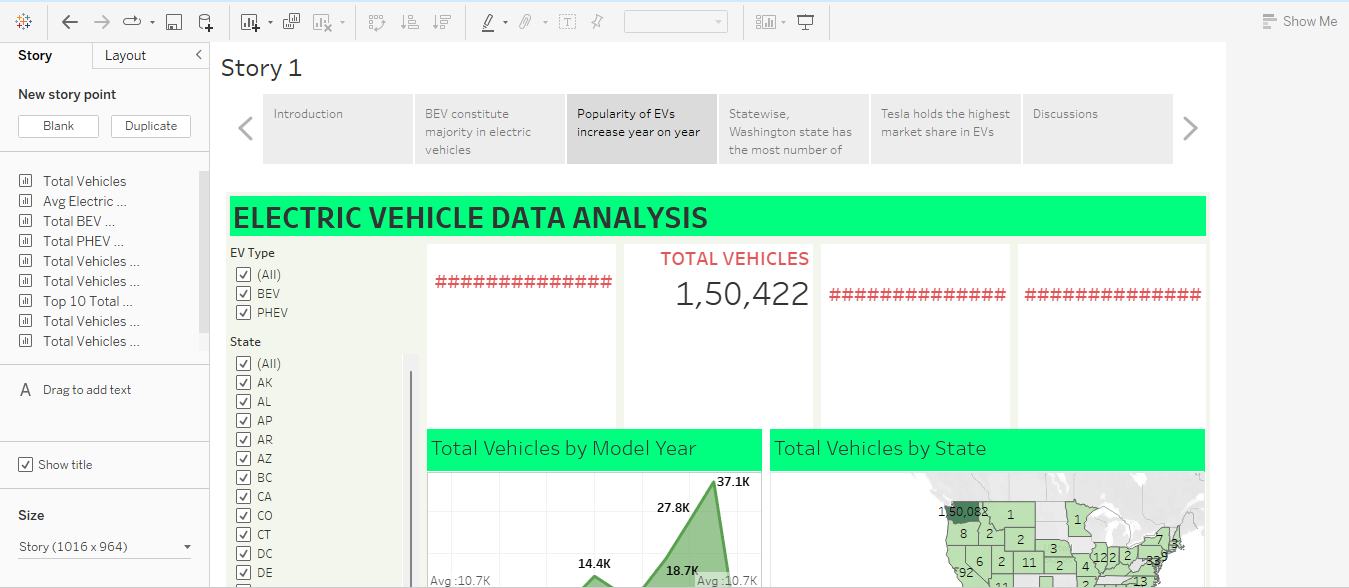 Show Me
Story
Layout
New story point
Blank
Duplicate
Total Vehicles
Avg Electric ...
Total BEV ...
Total PHEV ...
Total Vehicles ...
Total Vehicles ...
Top 10 Total ...
Total Vehicles ...
Total Vehicles ...
A Drag to add text
Show title
Size
Story (1016 x 964)
Story 1
Introduction
BEV constitute
majority in electric
vehicles
Popularity of EVs
increase year on year
Statewise,
Washington state has
the most number of
Tesla holds the highest
market share in EVs
Discussions
ELECTRIC VEHICLE DATA ANALYSIS
EV Type
(All)
BEV
PHEV
State
(All)
AK
AL
AP
AR
AZ
BC
CA
CO
CT
DC
DE
#############
TOTAL VEHICLES
1,50,422
#############
#############
Total Vehicles by Model Year
37.1K
27.8K
14.4K
18.7K
Avg :10.7K
Avg :10.7K
Total Vehicles by State
1,50,082
1
1
8
2
2
3
7
3
6
2
11
2
4
122
2
33
9
92
11
2
13